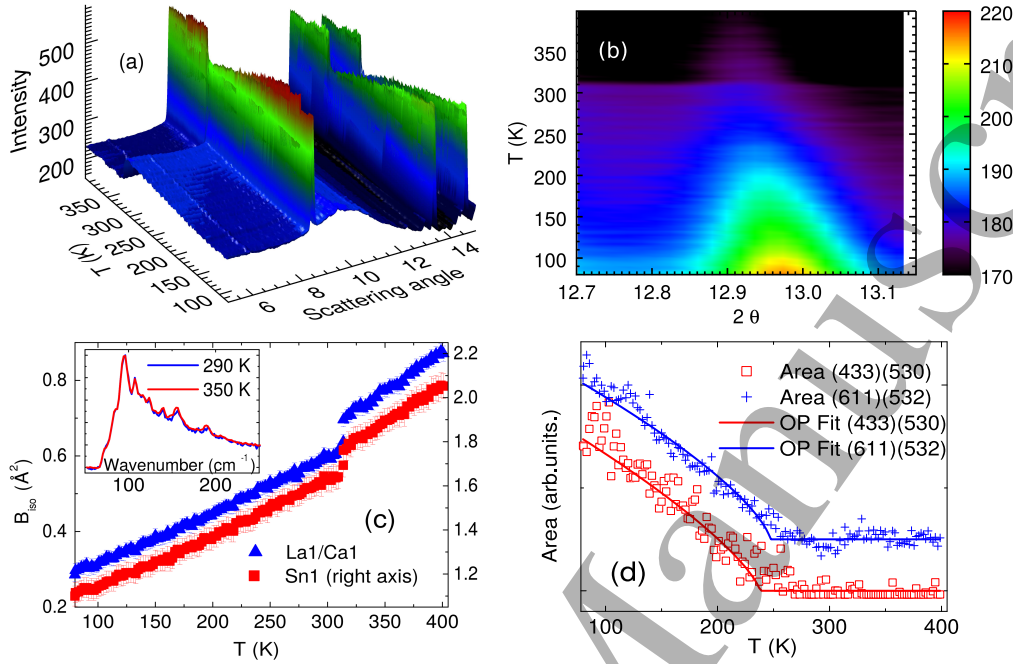 (a)
Intensity
500
400
300
200
350
300
250
200
150
100
T (K)
6
8
10
12
14
Scattering angle
(b)
T (K)
350
300
250
200
150
100
12.7
12.8
12.9
13.0
13.1
2 θ
220
210
200
190
180
170
290 K
350 K
Wavenumber (cm⁻¹)
100
200
B_iso (Å²)
0.8
0.6
0.4
0.2
2.2
2.0
1.8
1.6
1.4
1.2
(c)
La1/Ca1
Sn1 (right axis)
100 150 200 250 300 350 400
T (K)
Area (arb.units.)
Area (433)(530)
Area (611)(532)
OP Fit (433)(530)
OP Fit (611)(532)
(d)
100 200 300 400
T (K)
Manuscr